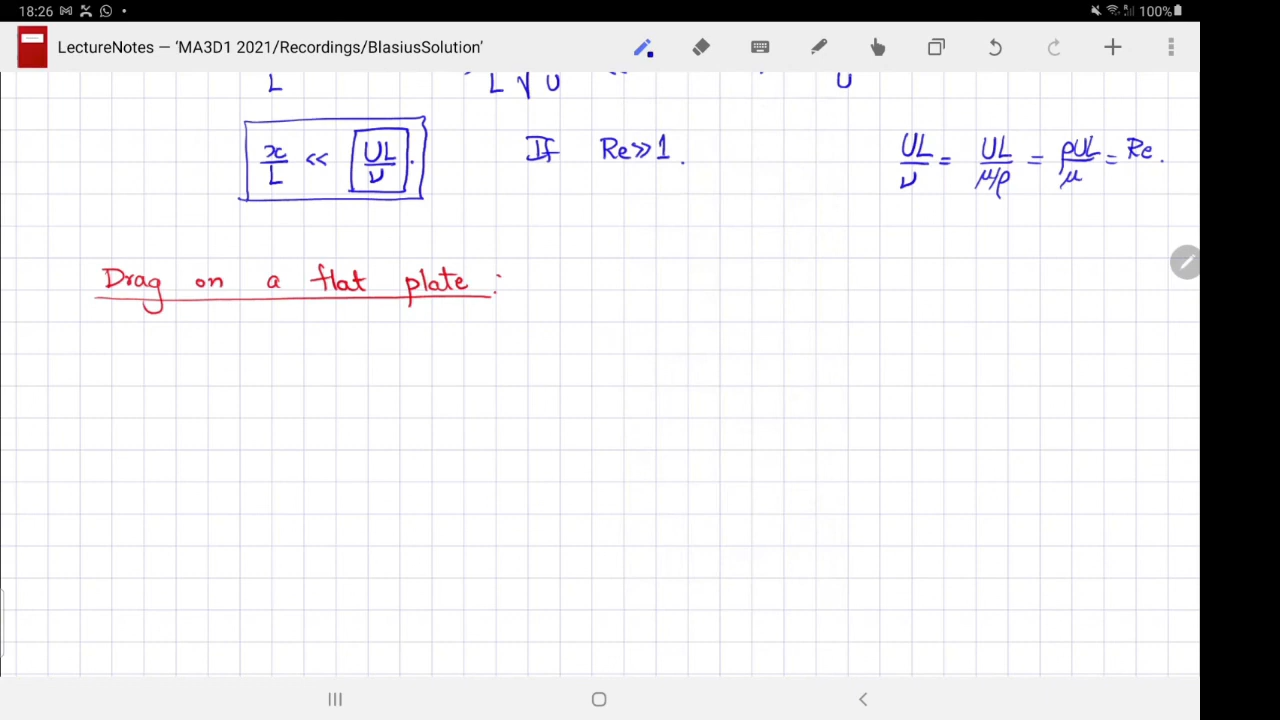 18:26 100%
LectureNotes — ‘MA3D1 2021/Recordings/BlasiusSolution’
L L √ U U
x/L << UL/ν . If Re>>1 . UL/ν = UL/μ/ρ = ρUL/μ = Re .
Drag on a flat plate :